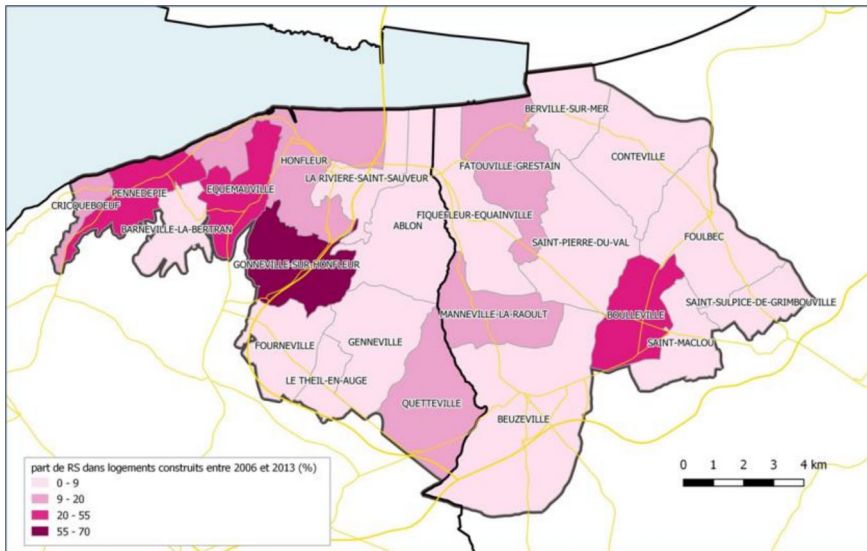 BERVILLE-SUR-MER
HONFLEUR
CONTEVILLE
FATOUVILLE-GRESTAIN
LA RIVIERE-SAINT-SAUVEUR
PENNEDEPIE
EQUEMAUVILLE
CRICQUEBOEUF
FIQUEFLEUR-EQUAINVILLE
ABLON
BARNEVILLE-LA-BERTRAN
FOULBEC
SAINT-PIERRE-DU-VAL
GONNEVILLE-SUR-HONFLEUR
SAINT-SULPICE-DE-GRIMBOUVILLE
MANNEVILLE-LA-RAOULT
BOULLEVILLE
GENNEVILLE
SAINT-MACLOU
FOURNEVILLE
LE THEIL-EN-AUGE
QUETTEVILLE
BEUZEVILLE
part de RS dans logements construits entre 2006 et 2013 (%)
0 - 9
9 - 20
20 - 55
55 - 70
0 1 2 3 4 km